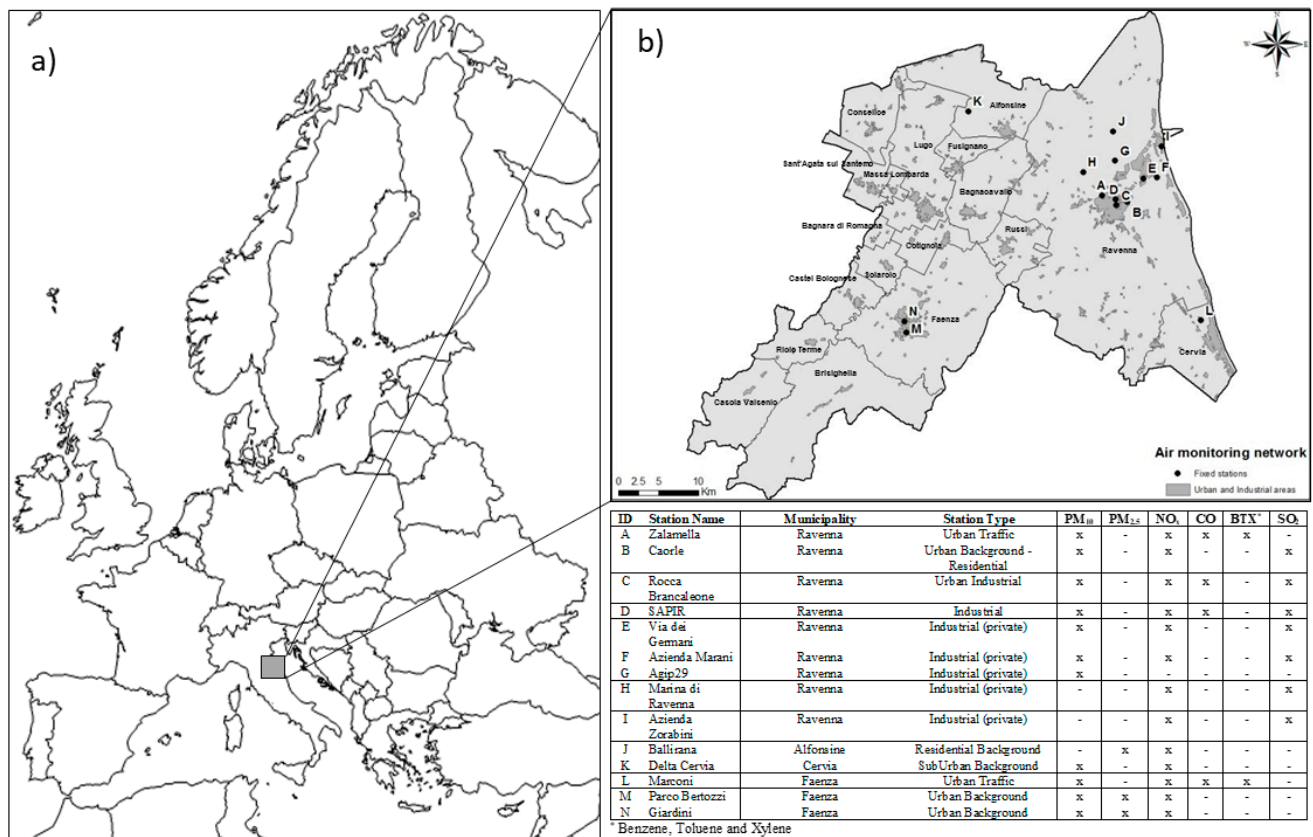 a)
b)
N
W E
S
K
Alfonsine
Conselice
J
I
Lugo
Fusignano
G
Sant'Agata sul Santerno
H
E F
Massa Lombarda
Bagnacavallo
A D
C
B
Bagnara di Romagna
Russi
Cotignola
Ravenna
Solarolo
Castel Bolognese
N
Faenza
L
M
Riolo Terme
Cervia
Brisighella
Casola Valsenio
Air monitoring network
Fixed stations
Urban and Industrial areas
0 2.5 5 10
Km
ID Station Name Municipality Station Type PM10 PM2.5 NOx CO BTX* SO2
A Zalamella Ravenna Urban Traffic x - x x x -
B Caorle Ravenna Urban Background - x - x - - x
Residential
C Rocca Ravenna Urban Industrial x - x x - x
Brancaleone
D SAPIR Ravenna Industrial x - x x - x
E Via dei Ravenna Industrial (private) x - x - - x
Germani
F Azienda Marani Ravenna Industrial (private) x - x - - x
G Agip29 Ravenna Industrial (private) x - - - - -
H Marina di Ravenna Industrial (private) - - x - - x
Ravenna
I Azienda Ravenna Industrial (private) - - x - - x
Zorabini
J Ballirana Alfonsine Residential Background - x x - - -
K Delta Cervia Cervia SubUrban Background x - x - - -
L Marconi Faenza Urban Traffic x - x x x -
M Parco Bertozzi Faenza Urban Background x x x - - -
N Giardini Faenza Urban Background x x x - - -
* Benzene, Toluene and Xylene